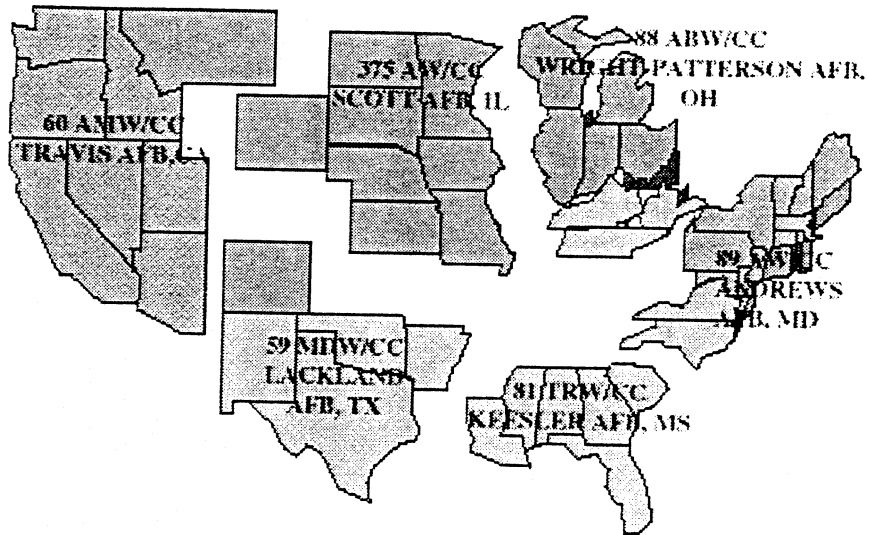 88 ABW/CC
WRIGHT-PATTERSON AFB,
OH
375 AW/CC
SCOTT AFB, IL
60 AMW/CC
TRAVIS AFB,CA
89 AW/CC
ANDREWS
AFB, MD
59 MDW/CC
LACKLAND
AFB, TX
81 TRW/CC
KEESLER AFB, MS